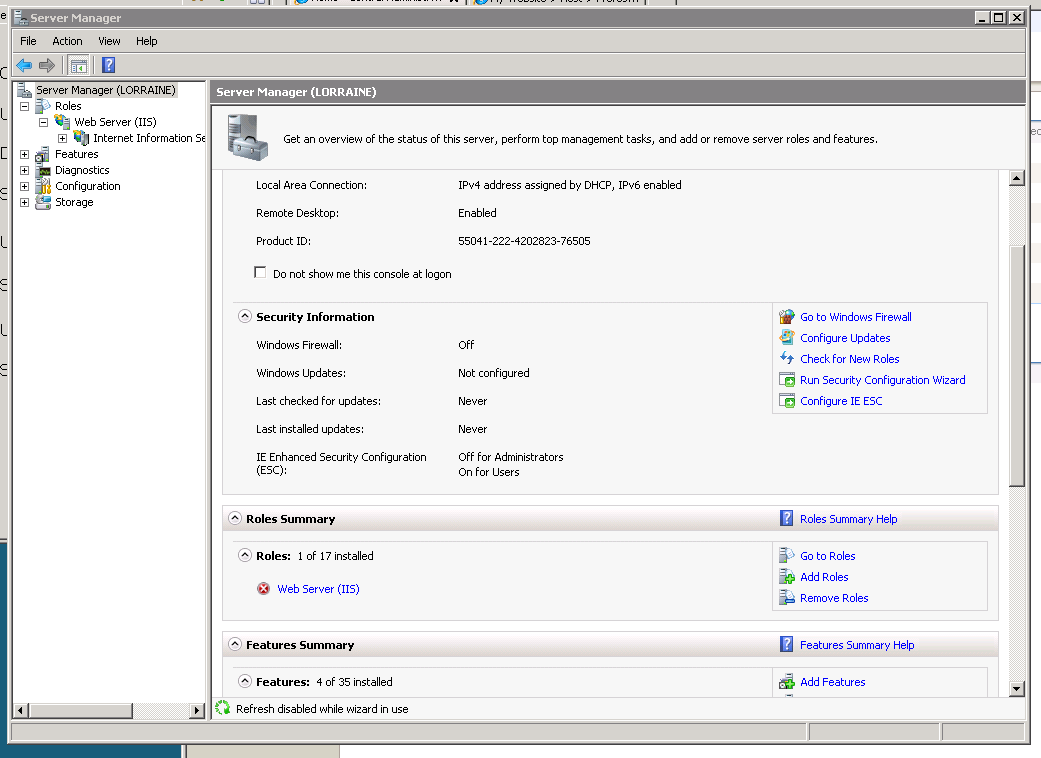 Server Manager
File Action View Help
Server Manager (LORRAINE)
Roles
Web Server (IIS)
Internet Information Se
Features
Diagnostics
Configuration
Storage
Server Manager (LORRAINE)
Get an overview of the status of this server, perform top management tasks, and add or remove server roles and features.
Local Area Connection: IPv4 address assigned by DHCP, IPv6 enabled
Remote Desktop: Enabled
Product ID: 55041-222-4202823-76505
Do not show me this console at logon
Security Information
Windows Firewall: Off
Windows Updates: Not configured
Last checked for updates: Never
Last installed updates: Never
IE Enhanced Security Configuration (ESC): Off for Administrators
On for Users
Go to Windows Firewall
Configure Updates
Check for New Roles
Run Security Configuration Wizard
Configure IE ESC
Roles Summary
Roles Summary Help
Roles: 1 of 17 installed
Web Server (IIS)
Go to Roles
Add Roles
Remove Roles
Features Summary
Features Summary Help
Features: 4 of 35 installed
Add Features
Refresh disabled while wizard in use